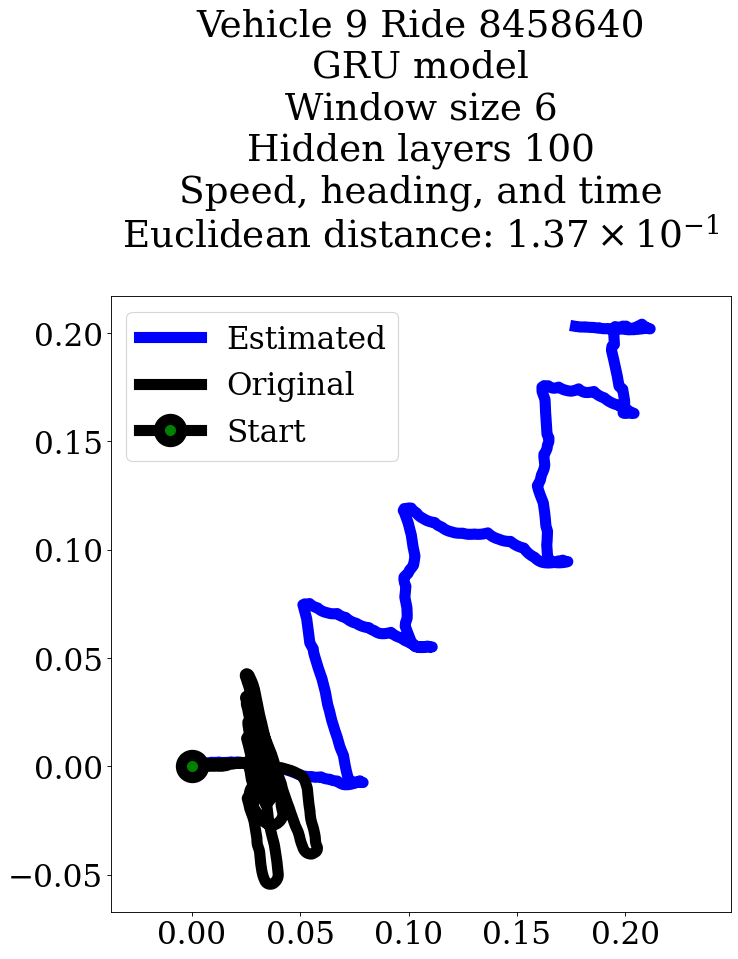 Vehicle 9 Ride 8458640
GRU model
Window size 6
Hidden layers 100
Speed, heading, and time
Euclidean distance: 1.37 × 10⁻¹
Estimated
Original
Start
0.20
0.15
0.10
0.05
0.00
−0.05
0.00 0.05 0.10 0.15 0.20